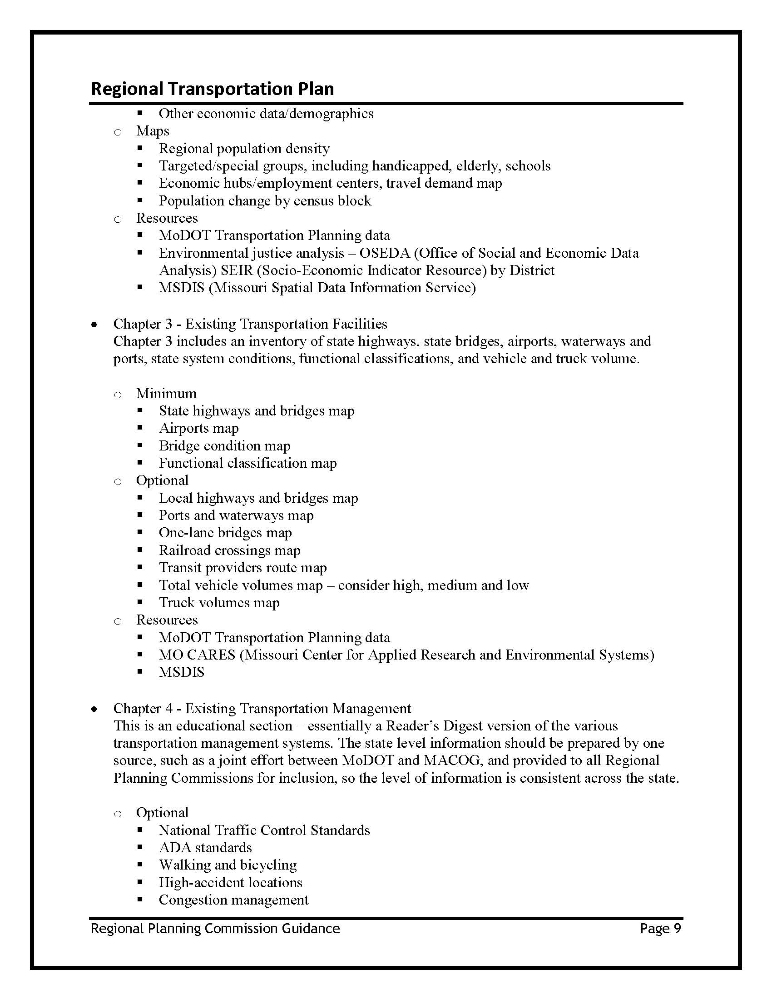 Regional Transportation Plan
▪ Other economic data/demographics
o Maps
▪ Regional population density
▪ Targeted/special groups, including handicapped, elderly, schools
▪ Economic hubs/employment centers, travel demand map
▪ Population change by census block
o Resources
▪ MoDOT Transportation Planning data
▪ Environmental justice analysis – OSEDA (Office of Social and Economic Data
Analysis) SEIR (Socio-Economic Indicator Resource) by District
▪ MSDIS (Missouri Spatial Data Information Service)
• Chapter 3 - Existing Transportation Facilities
Chapter 3 includes an inventory of state highways, state bridges, airports, waterways and
ports, state system conditions, functional classifications, and vehicle and truck volume.
o Minimum
▪ State highways and bridges map
▪ Airports map
▪ Bridge condition map
▪ Functional classification map
o Optional
▪ Local highways and bridges map
▪ Ports and waterways map
▪ One-lane bridges map
▪ Railroad crossings map
▪ Transit providers route map
▪ Total vehicle volumes map – consider high, medium and low
▪ Truck volumes map
o Resources
▪ MoDOT Transportation Planning data
▪ MO CARES (Missouri Center for Applied Research and Environmental Systems)
▪ MSDIS
• Chapter 4 - Existing Transportation Management
This is an educational section – essentially a Reader’s Digest version of the various
transportation management systems. The state level information should be prepared by one
source, such as a joint effort between MoDOT and MACOG, and provided to all Regional
Planning Commissions for inclusion, so the level of information is consistent across the state.
o Optional
▪ National Traffic Control Standards
▪ ADA standards
▪ Walking and bicycling
▪ High-accident locations
▪ Congestion management
Regional Planning Commission Guidance Page 9